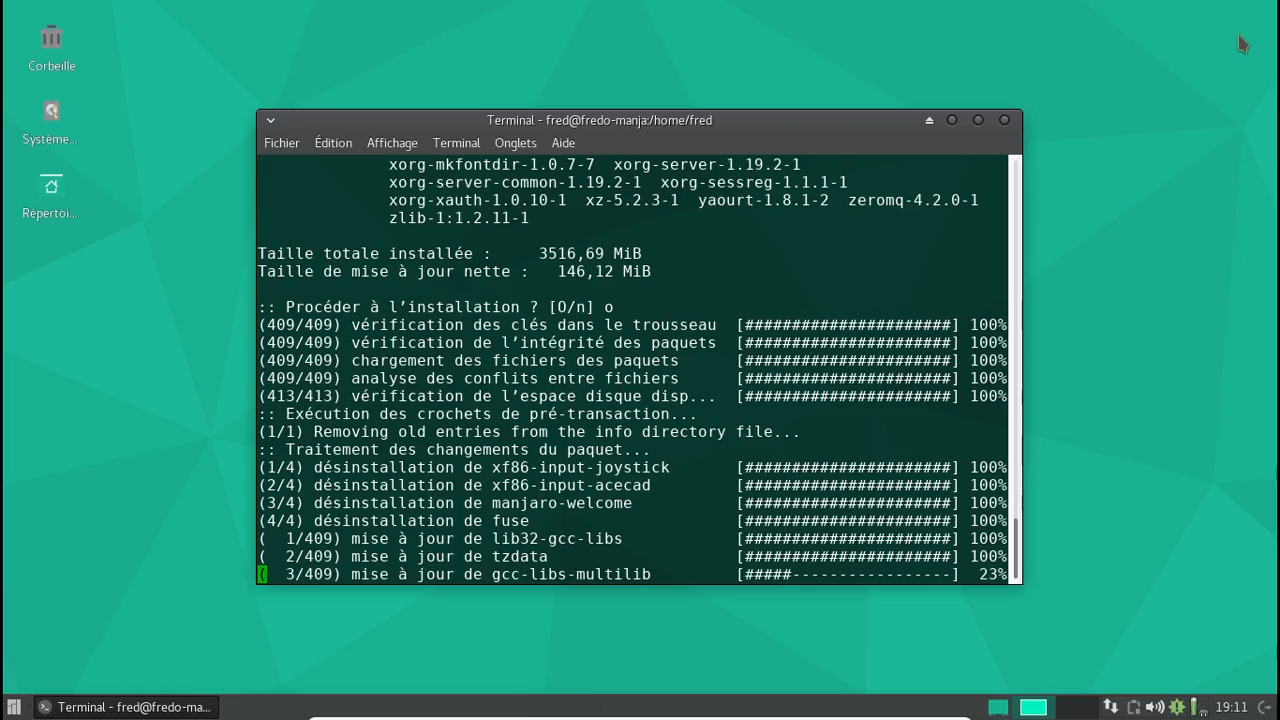 Corbeille
Système...
Répertoi...
Terminal - fred@fredo-manja:/home/fred
Fichier Édition Affichage Terminal Onglets Aide
xorg-mkfontdir-1.0.7-7 xorg-server-1.19.2-1
xorg-server-common-1.19.2-1 xorg-sessreg-1.1.1-1
xorg-xauth-1.0.10-1 xz-5.2.3-1 yaourt-1.8.1-2 zeromq-4.2.0-1
zlib-1:1.2.11-1
Taille totale installée : 3516,69 MiB
Taille de mise à jour nette : 146,12 MiB
:: Procéder à l’installation ? [O/n] o
(409/409) vérification des clés dans le trousseau [######################] 100%
(409/409) vérification de l’intégrité des paquets [######################] 100%
(409/409) chargement des fichiers des paquets [######################] 100%
(409/409) analyse des conflits entre fichiers [######################] 100%
(413/413) vérification de l’espace disque disp... [######################] 100%
:: Exécution des crochets de pré-transaction...
(1/1) Removing old entries from the info directory file...
:: Traitement des changements du paquet...
(1/4) désinstallation de xf86-input-joystick [######################] 100%
(2/4) désinstallation de xf86-input-acecad [######################] 100%
(3/4) désinstallation de manjaro-welcome [######################] 100%
(4/4) désinstallation de fuse [######################] 100%
( 1/409) mise à jour de lib32-gcc-libs [######################] 100%
( 2/409) mise à jour de tzdata [######################] 100%
( 3/409) mise à jour de gcc-libs-multilib [#####-----------------] 23%
Terminal - fred@fredo-ma...
19:11